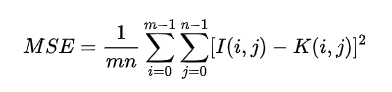 MSE = \frac{1}{mn} \sum_{i=0}^{m-1} \sum_{j=0}^{n-1} [I(i,j) - K(i,j)]^2